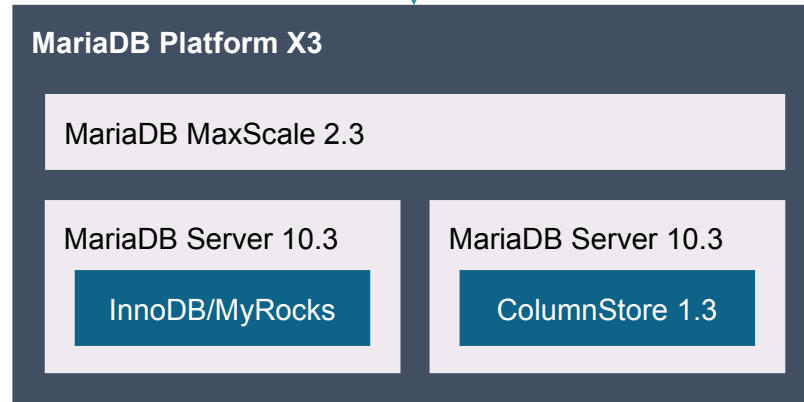 MariaDB Platform X3
MariaDB MaxScale 2.3
MariaDB Server 10.3
InnoDB/MyRocks
MariaDB Server 10.3
ColumnStore 1.3